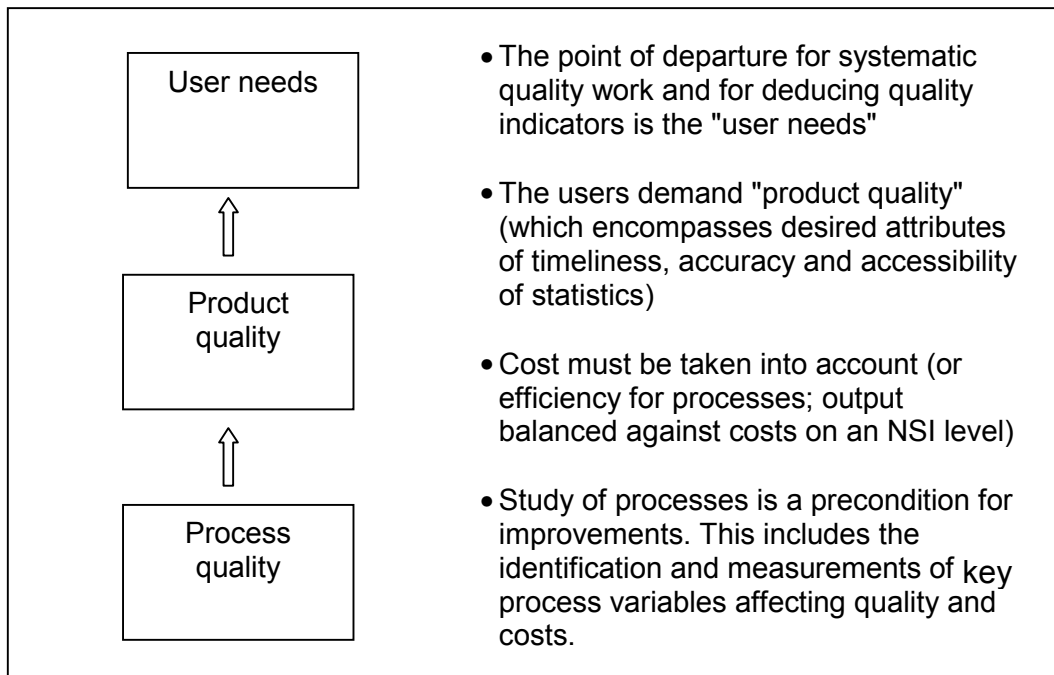 User needs
Product
quality
Process
quality
• The point of departure for systematic
quality work and for deducing quality
indicators is the "user needs"
• The users demand "product quality"
(which encompasses desired attributes
of timeliness, accuracy and accessibility
of statistics)
• Cost must be taken into account (or
efficiency for processes; output
balanced against costs on an NSI level)
• Study of processes is a precondition for
improvements. This includes the
identification and measurements of key
process variables affecting quality and
costs.